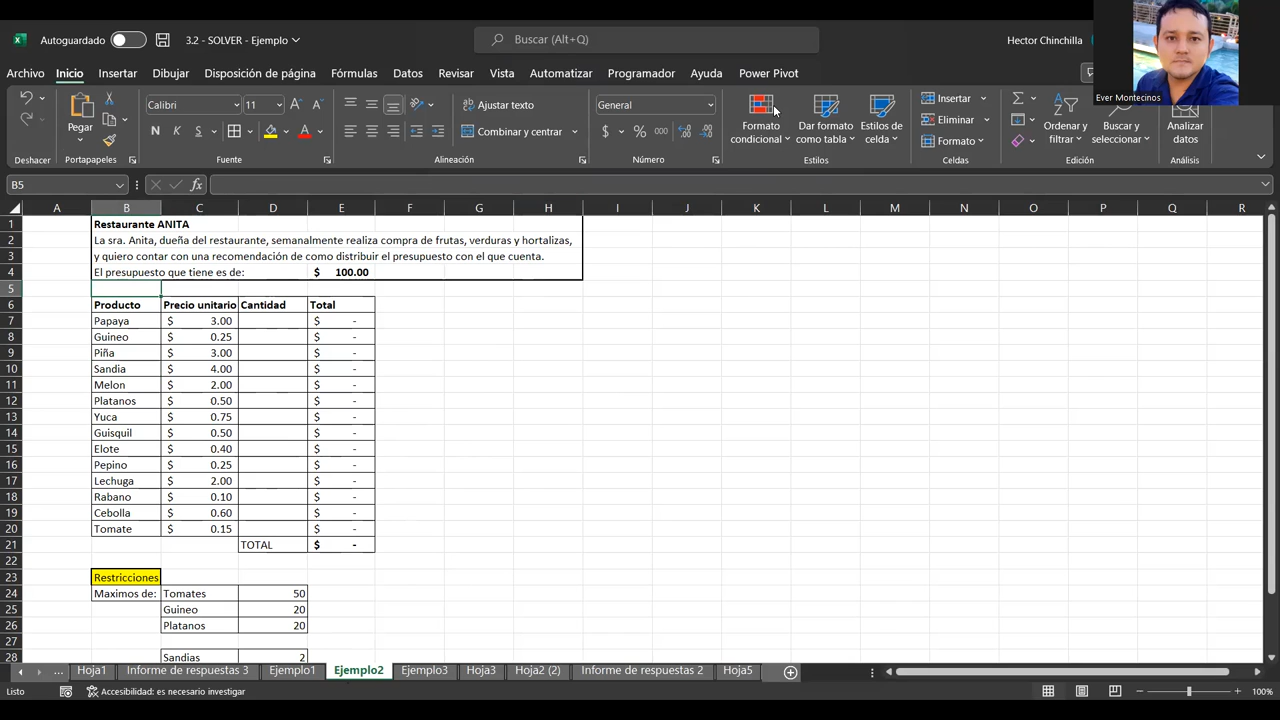 Autoguardado
3.2 - SOLVER - Ejemplo
Buscar (Alt+Q)
Hector Chinchilla
Ever Montecinos
Archivo Inicio Insertar Dibujar Disposición de página Fórmulas Datos Revisar Vista Automatizar Programador Ayuda Power Pivot
Calibri 11 Ajustar texto General Insertar
Pegar Combinar y centrar Formato condicional Dar formato como tabla Estilos de celda Eliminar Ordenar y filtrar Buscar y seleccionar Analizar datos
N K S $ % 000 Formato
Deshacer Portapapeles Fuente Alineación Número Estilos Celdas Edición Análisis
B5 fx
A B C D E F G H I J K L M N O P Q R
1 Restaurante ANITA
2 La sra. Anita, dueña del restaurante, semanalmente realiza compra de frutas, verduras y hortalizas,
3 y quiero contar con una recomendación de como distribuir el presupuesto con el que cuenta.
4 El presupuesto que tiene es de: $ 100.00
5
6 Producto Precio unitario Cantidad Total
7 Papaya $ 3.00 $ -
8 Guineo $ 0.25 $ -
9 Piña $ 3.00 $ -
10 Sandia $ 4.00 $ -
11 Melon $ 2.00 $ -
12 Platanos $ 0.50 $ -
13 Yuca $ 0.75 $ -
14 Guisquil $ 0.50 $ -
15 Elote $ 0.40 $ -
16 Pepino $ 0.25 $ -
17 Lechuga $ 2.00 $ -
18 Rabano $ 0.10 $ -
19 Cebolla $ 0.60 $ -
20 Tomate $ 0.15 $ -
21 TOTAL $ -
22
23 Restricciones
24 Maximos de: Tomates 50
25 Guineo 20
26 Platanos 20
27
28 Sandias 2
... Hoja1 Informe de respuestas 3 Ejemplo1 Ejemplo2 Ejemplo3 Hoja3 Hoja2 (2) Informe de respuestas 2 Hoja5
Listo Accesibilidad: es necesario investigar 100%